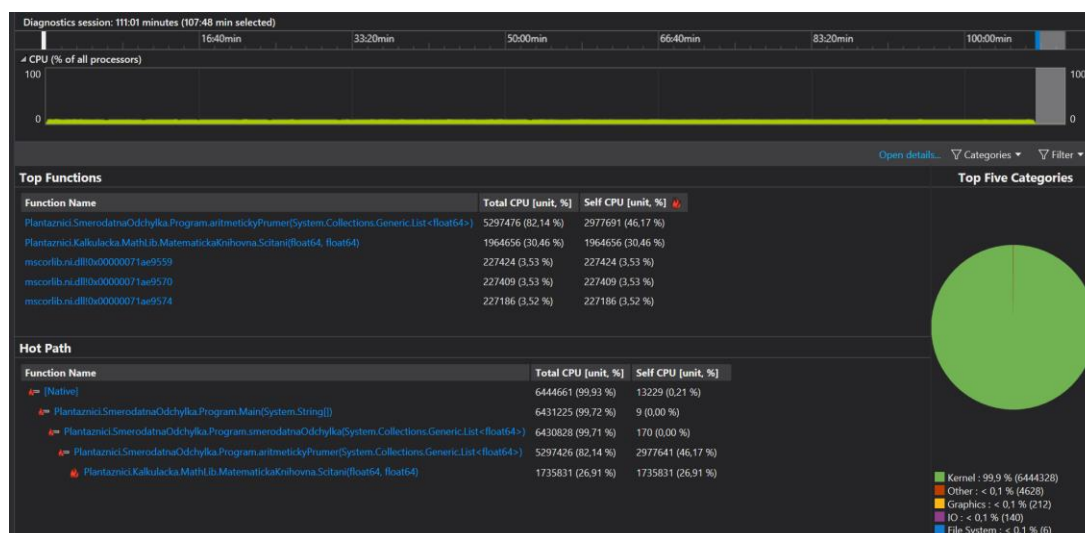 Diagnostics session: 111:01 minutes (107:48 min selected)
16:40min 33:20min 50:00min 66:40min 83:20min 100:00min
CPU (% of all processors)
100 100
0 0
Open details... Categories Filter
Top Functions
Function Name Total CPU [unit, %] Self CPU [unit, %]
Plantaznici.SmerodatnaOdchylka.Program.aritmetickyPrumer(System.Collections.Generic.List<float64>) 5297476 (82,14 %) 2977691 (46,17 %)
Plantaznici.Kalkulacka.MathLib.MatematickaKnihovna.Scitani(float64, float64) 1964656 (30,46 %) 1964656 (30,46 %)
mscorlib.ni.dll!0x00000071ae9559 227424 (3,53 %) 227424 (3,53 %)
mscorlib.ni.dll!0x00000071ae9570 227409 (3,53 %) 227409 (3,53 %)
mscorlib.ni.dll!0x00000071ae9574 227186 (3,52 %) 227186 (3,52 %)
Hot Path
Function Name Total CPU [unit, %] Self CPU [unit, %]
[Native] 6444661 (99,93 %) 13229 (0,21 %)
Plantaznici.SmerodatnaOdchylka.Program.Main(System.String[]) 6431225 (99,72 %) 9 (0,00 %)
Plantaznici.SmerodatnaOdchylka.Program.smerodatnaOdchylka(System.Collections.Generic.List<float64>) 6430828 (99,71 %) 170 (0,00 %)
Plantaznici.SmerodatnaOdchylka.Program.aritmetickyPrumer(System.Collections.Generic.List<float64>) 5297426 (82,14 %) 2977641 (46,17 %)
Plantaznici.Kalkulacka.MathLib.MatematickaKnihovna.Scitani(float64, float64) 1735831 (26,91 %) 1735831 (26,91 %)
Top Five Categories
Kernel : 99,9 % (6444328)
Other : < 0,1 % (4628)
Graphics : < 0,1 % (212)
IO : < 0,1 % (140)
File System : < 0,1 % (6)